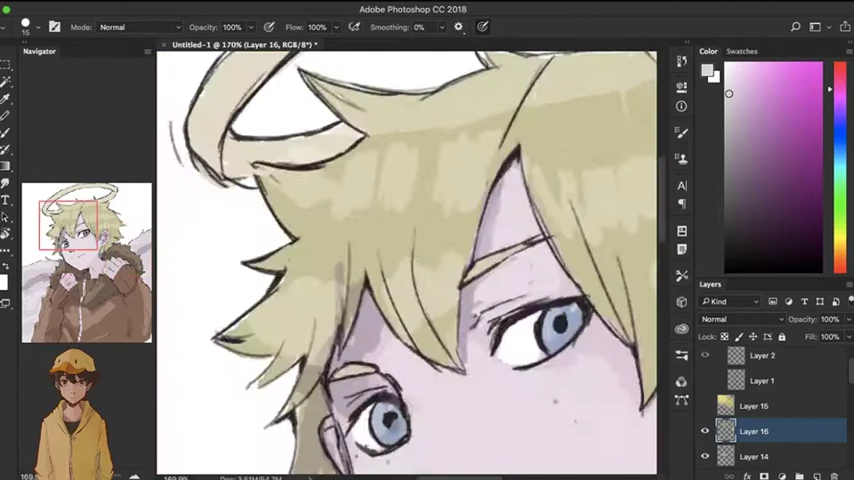 Adobe Photoshop CC 2018
15
Mode: Normal
Opacity: 100%
Flow: 100%
Smoothing: 0%
Untitled-1 @ 170% (Layer 16, RGB/8*) *
Navigator
Color
Swatches
Layers
Kind
Normal
Opacity: 100%
Lock:
Fill: 100%
Layer 2
Layer 1
Layer 15
Layer 16
Layer 14